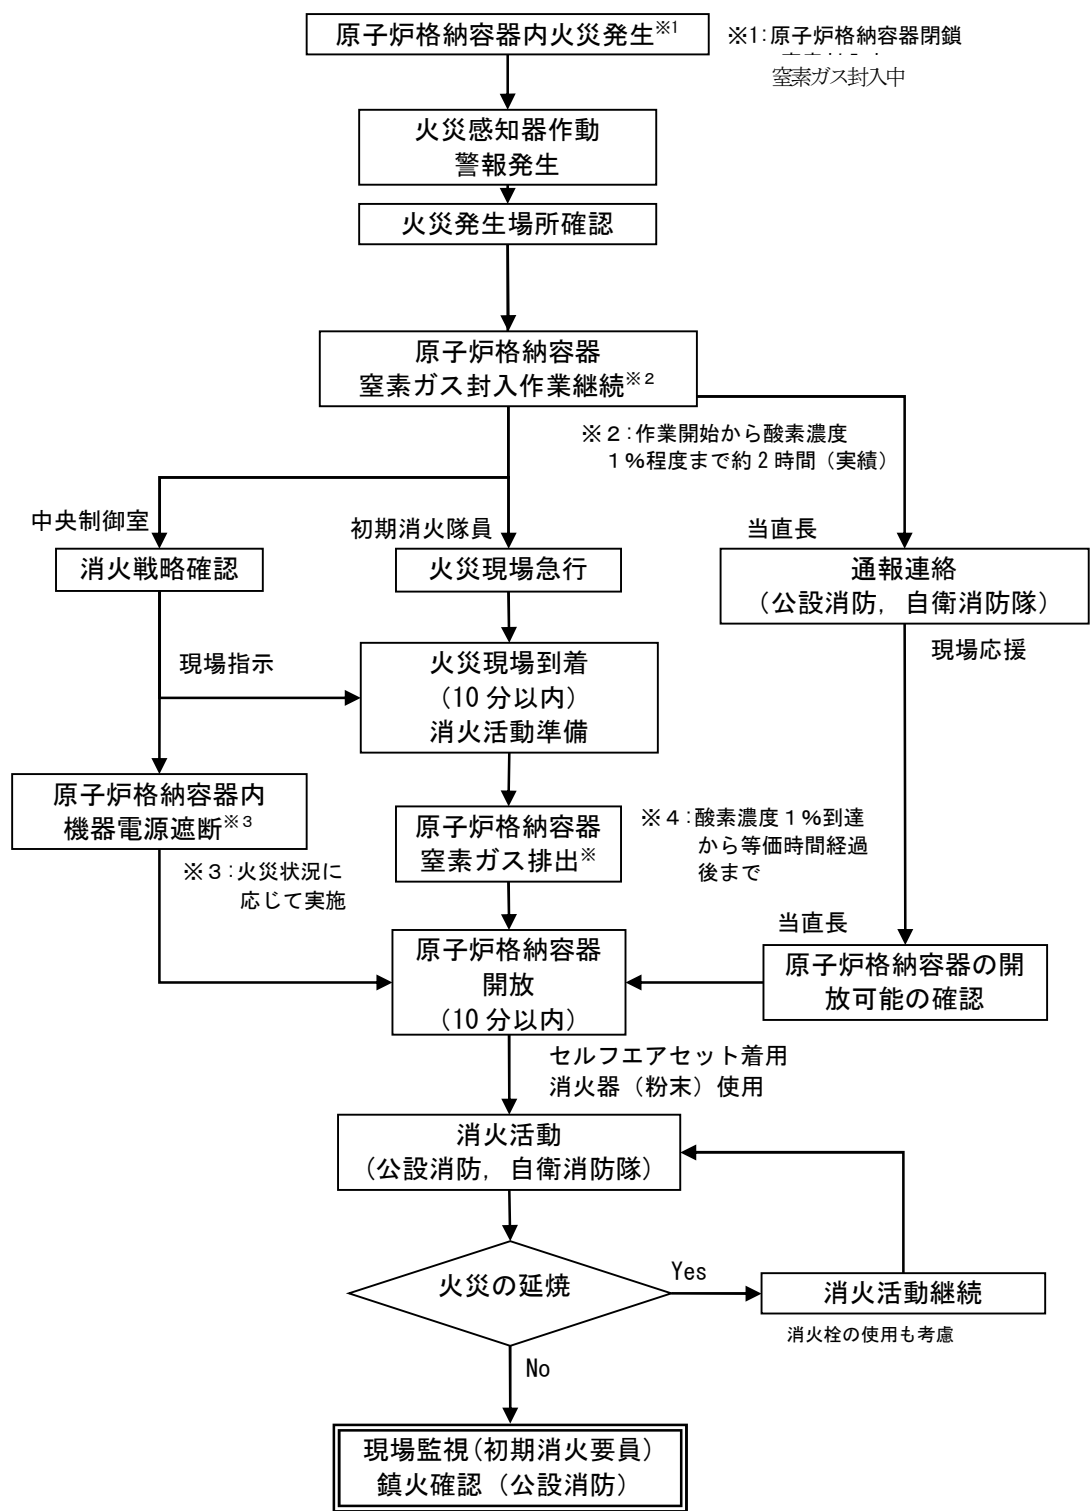 原子炉格納容器内火災発生※1
※1:原子炉格納容器閉鎖
窒素ガス封入中
火災感知器作動
警報発生
火災発生場所確認
原子炉格納容器
窒素ガス封入作業継続※2
※2:作業開始から酸素濃度
1%程度まで約2時間（実績）
中央制御室
初期消火隊員
当直長
消火戦略確認
火災現場急行
通報連絡
（公設消防，自衛消防隊）
現場指示
現場応援
火災現場到着
（10分以内）
消火活動準備
原子炉格納容器内
機器電源遮断※3
※3:火災状況に
応じて実施
原子炉格納容器
窒素ガス排出※
※4:酸素濃度1%到達
から等価時間経過
後まで
当直長
原子炉格納容器
開放
（10分以内）
原子炉格納容器の開
放可能の確認
セルフエアセット着用
消火器（粉末）使用
消火活動
（公設消防，自衛消防隊）
火災の延焼
Yes
消火活動継続
消火栓の使用も考慮
No
現場監視(初期消火要員)
鎮火確認（公設消防）